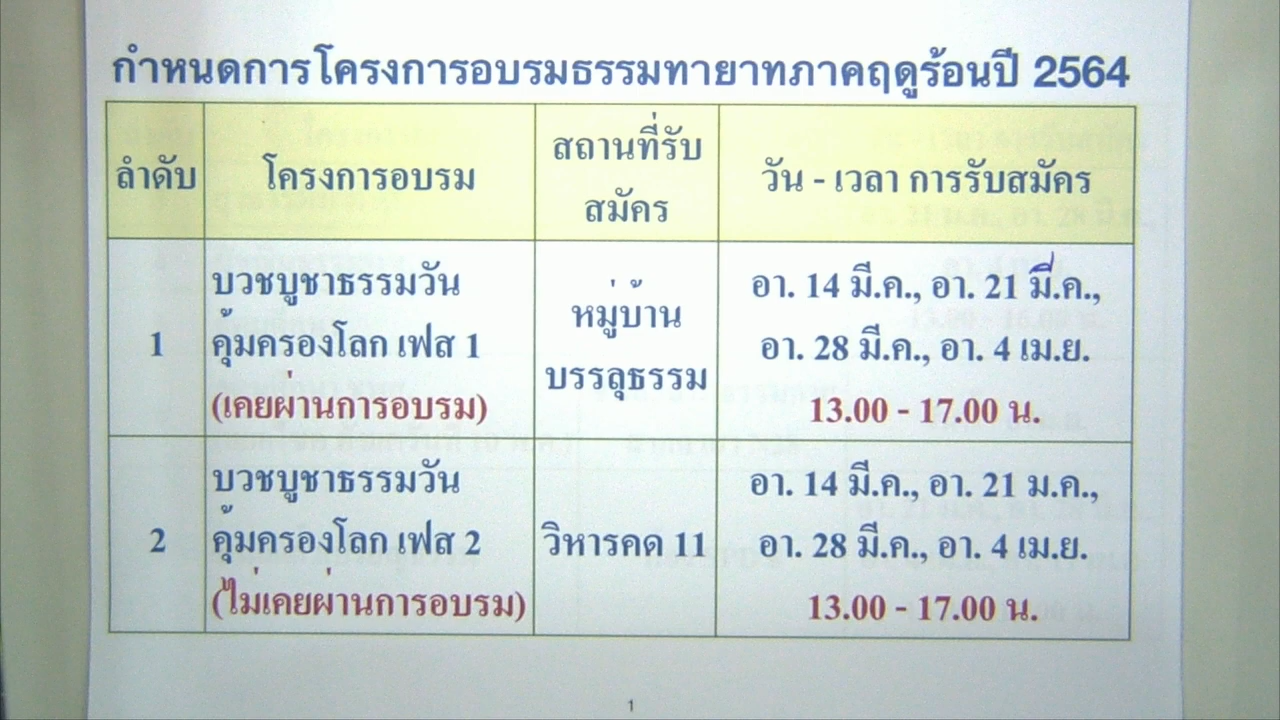 กำหนดการโครงการอบรมธรรมทายาทภาคฤดูร้อนปี 2564
ลำดับ
โครงการอบรม
สถานที่รับ
สมัคร
วัน - เวลา การรับสมัคร
1
บวชบูชาธรรมวัน
คุ้มครองโลก เฟส 1
(เคยผ่านการอบรม)
หมู่บ้าน
บรรลุธรรม
อา. 14 มี.ค., อา. 21 มี.ค.,
อา. 28 มี.ค., อา. 4 เม.ย.
13.00 - 17.00 น.
2
บวชบูชาธรรมวัน
คุ้มครองโลก เฟส 2
(ไม่เคยผ่านการอบรม)
วิหารคด 11
อา. 14 มี.ค., อา. 21 ม.ค.,
อา. 28 มี.ค., อา. 4 เม.ย.
13.00 - 17.00 น.
1